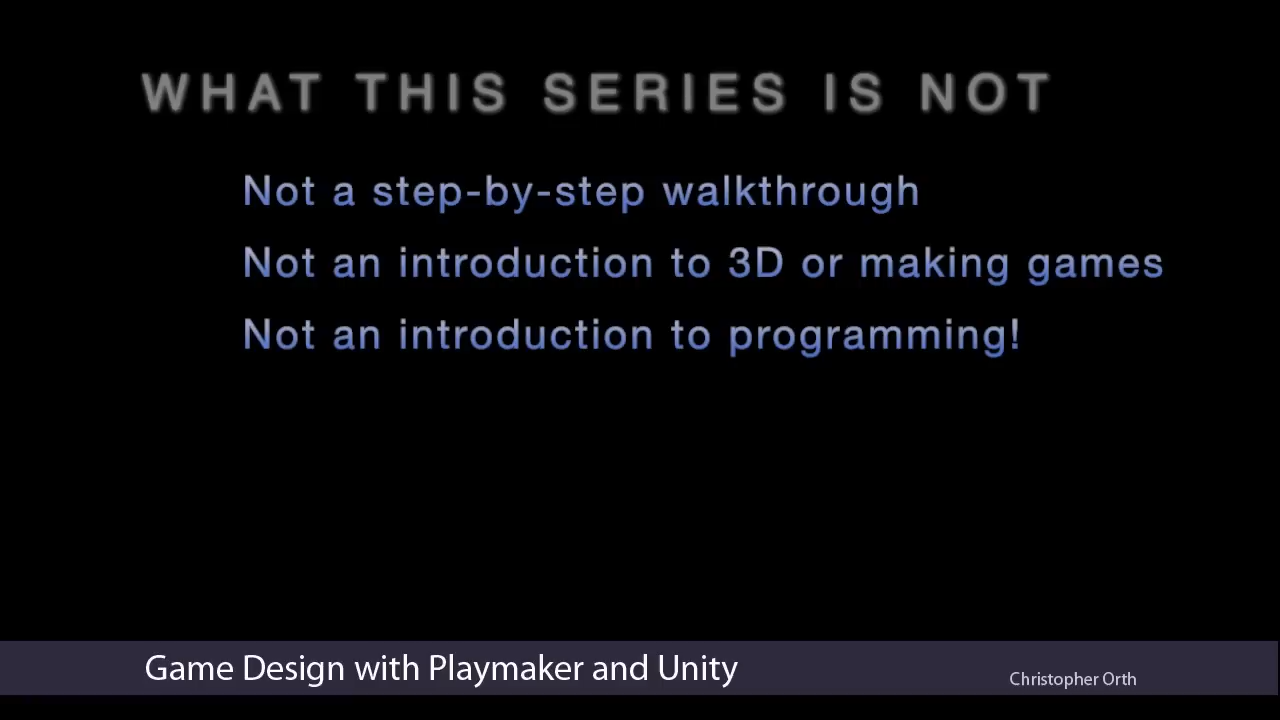 WHAT THIS SERIES IS NOT
Not a step-by-step walkthrough
Not an introduction to 3D or making games
Not an introduction to programming!
Game Design with Playmaker and Unity
Christopher Orth